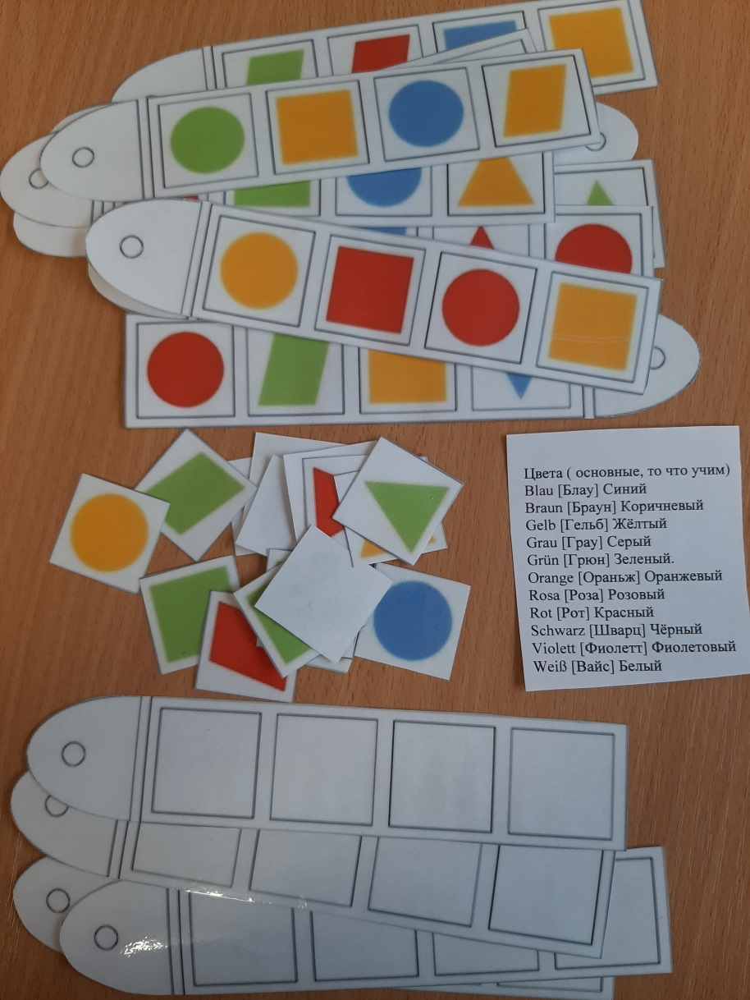 Цвета ( основные, то что учим)
Blau [Блау] Синий
Braun [Браун] Коричневый
Gelb [Гельб] Жёлтый
Grau [Грау] Серый
Grün [Грюн] Зеленый.
Orange [Ораньж] Оранжевый
Rosa [Роза] Розовый
Rot [Рот] Красный
Schwarz [Шварц] Чёрный
Violett [Фиолетт] Фиолетовый
Weiß [Вайс] Белый